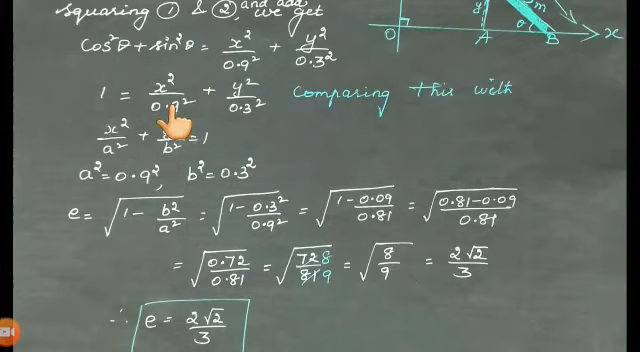 squaring ① & ② and add, we get
cos²θ + sin²θ = x²/0.9² + y²/0.3²
1 = x²/0.9² + y²/0.3² comparing this with
x²/a² + y²/b² = 1
a² = 0.9², b² = 0.3²
e = √(1 - b²/a²) = √(1 - 0.3²/0.9²) = √(1 - 0.09/0.81) = √(0.81 - 0.09/0.81)
= √(0.72/0.81) = √(72 8/81 9) = √(8/9) = 2√2/3
∴ e = 2√2/3
y
m
θ
O
A
B
x